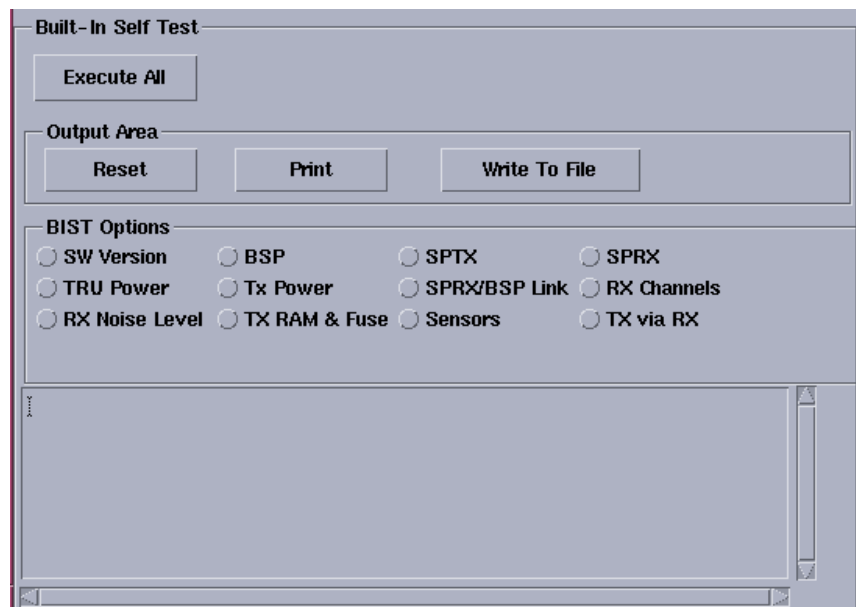 Built-In Self Test
Execute All
Output Area
Reset Print Write To File
BIST Options
SW Version BSP SPTX SPRX
TRU Power Tx Power SPRX/BSP Link RX Channels
RX Noise Level TX RAM & Fuse Sensors TX via RX